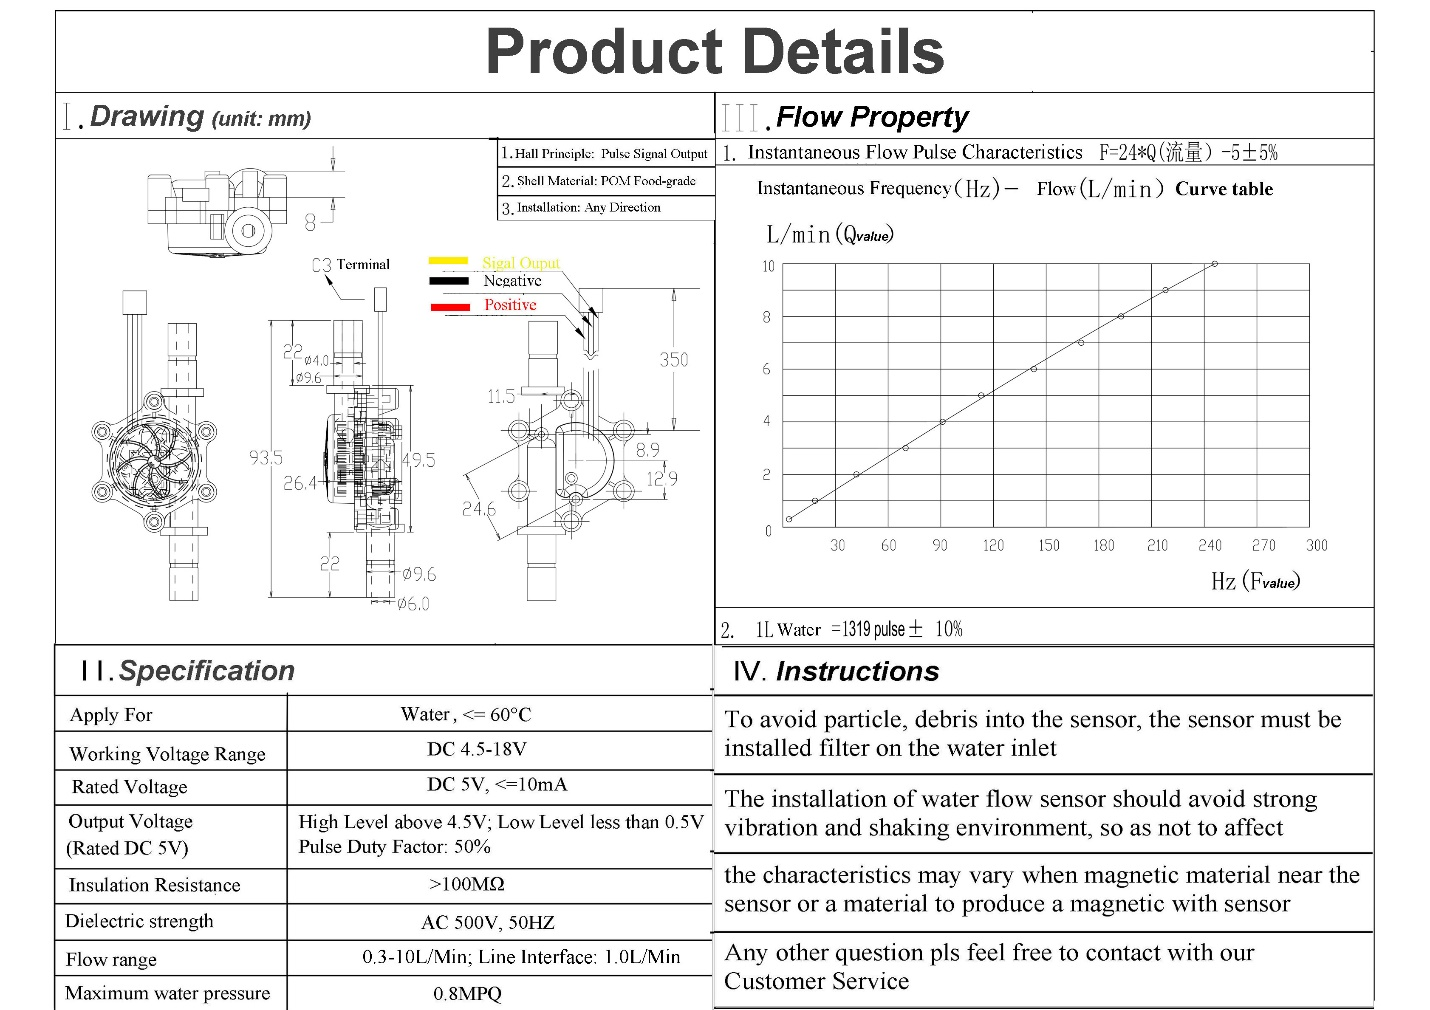 Product Details
I.Drawing (unit: mm)
1.Hall Principle: Pulse Signal Output
2.Shell Material: POM Food-grade
3.Installation: Any Direction
8
C3 Terminal
Sigal Ouput
Negative
Positive
22
Ø4.0
Ø9.6
93.5
26.4
49.5
22
Ø9.6
Ø6.0
350
11.5
8.9
12.9
24.6
III.Flow Property
1. Instantaneous Flow Pulse Characteristics F=24*Q(流量)-5±5%
Instantaneous Frequency(Hz)— Flow(L/min) Curve table
L/min(Qvalue)
10
8
6
4
2
0
30 60 90 120 150 180 210 240 270 300
Hz(Fvalue)
2. 1L Water =1319 pulse± 10%
II.Specification
Apply For Water, <= 60°C
Working Voltage Range DC 4.5-18V
Rated Voltage DC 5V, <=10mA
Output Voltage High Level above 4.5V; Low Level less than 0.5V
(Rated DC 5V) Pulse Duty Factor: 50%
Insulation Resistance >100MΩ
Dielectric strength AC 500V, 50HZ
Flow range 0.3-10L/Min; Line Interface: 1.0L/Min
Maximum water pressure 0.8MPQ
IV. Instructions
To avoid particle, debris into the sensor, the sensor must be
installed filter on the water inlet
The installation of water flow sensor should avoid strong
vibration and shaking environment, so as not to affect
the characteristics may vary when magnetic material near the
sensor or a material to produce a magnetic with sensor
Any other question pls feel free to contact with our
Customer Service